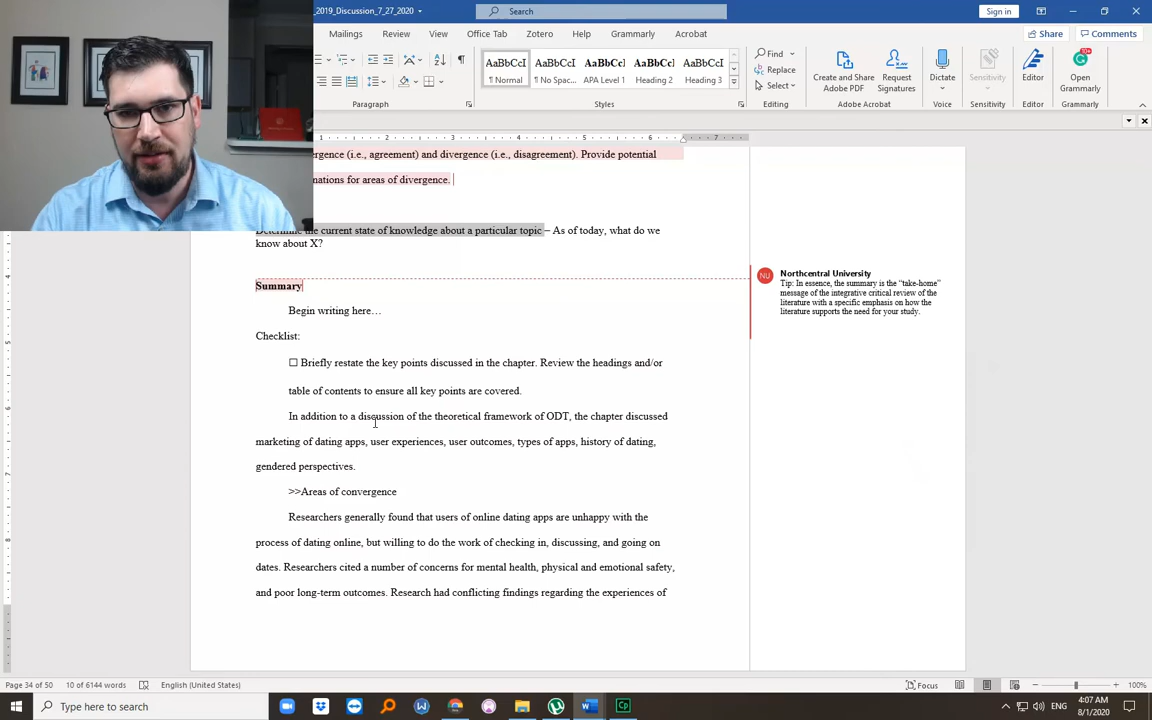 _2019_Discussion_7_27_2020
Search
Sign in
Mailings Review View Office Tab Zotero Help Grammarly Acrobat
Share Comments
AaBbCcI AaBbCcI AaBbCcI AaBbCcI AaBbCcI
¶ Normal ¶ No Spac... APA Level 1 Heading 2 Heading 3
Find
Replace
Select
Create and Share Adobe PDF
Request Signatures
Dictate
Sensitivity
Editor
Open Grammarly
Paragraph Styles Editing Adobe Acrobat Voice Sensitivity Editor Grammarly
1 2 3 4 5 6 7
ergence (i.e., agreement) and divergence (i.e., disagreement). Provide potential
nations for areas of divergence.
Determine the current state of knowledge about a particular topic – As of today, what do we
know about X?
Summary
Begin writing here…
Checklist:
☐ Briefly restate the key points discussed in the chapter. Review the headings and/or
table of contents to ensure all key points are covered.
In addition to a discussion of the theoretical framework of ODT, the chapter discussed
marketing of dating apps, user experiences, user outcomes, types of apps, history of dating,
gendered perspectives.
>>Areas of convergence
Researchers generally found that users of online dating apps are unhappy with the
process of dating online, but willing to do the work of checking in, discussing, and going on
dates. Researchers cited a number of concerns for mental health, physical and emotional safety,
and poor long-term outcomes. Research had conflicting findings regarding the experiences of
NU
Northcentral University
Tip: In essence, the summary is the “take-home”
message of the integrative critical review of the
literature with a specific emphasis on how the
literature supports the need for your study.
Page 34 of 50 10 of 6144 words English (United States) Focus 100%
Type here to search
ENG
4:07 AM
8/1/2020